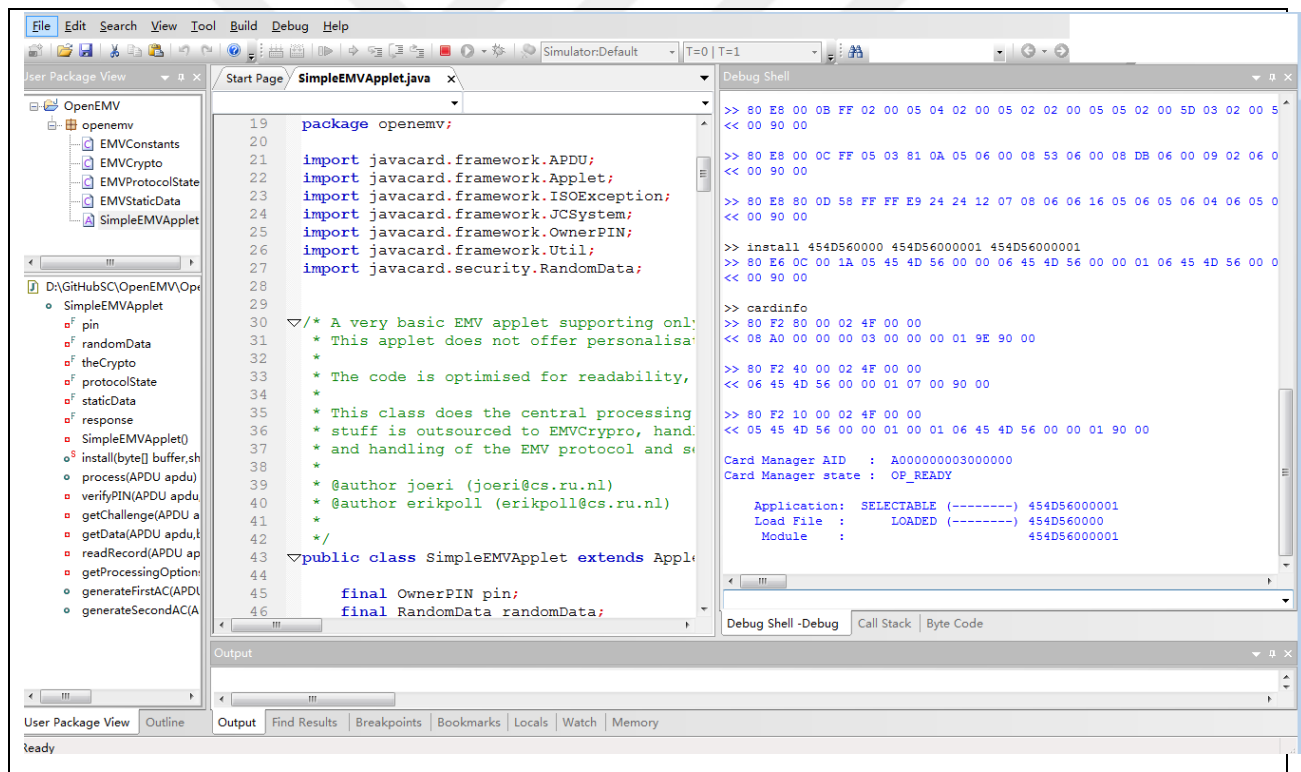 File Edit Search View Tool Build Debug Help
Simulator:Default T=0 | T=1
User Package View
OpenEMV
openemv
EMVConstants
EMVCrypto
EMVProtocolState
EMVStaticData
SimpleEMVApplet
D:\GitHubSC\OpenEMV\Ope
SimpleEMVApplet
pin
randomData
theCrypto
protocolState
staticData
response
SimpleEMVApplet()
install(byte[] buffer,sh
process(APDU apdu)
verifyPIN(APDU apdu,
getChallenge(APDU a
getData(APDU apdu,
readRecord(APDU ap
getProcessingOption
generateFirstAC(APDU
generateSecondAC(A
User Package View Outline
Start Page SimpleEMVApplet.java x
19 package openemv;
20
21 import javacard.framework.APDU;
22 import javacard.framework.Applet;
23 import javacard.framework.ISOException;
24 import javacard.framework.JCSystem;
25 import javacard.framework.OwnerPIN;
26 import javacard.framework.Util;
27 import javacard.security.RandomData;
28
29
30 /* A very basic EMV applet supporting only
31 * This applet does not offer personalisa
32 *
33 * The code is optimised for readability,
34 *
35 * This class does the central processing
36 * stuff is outsourced to EMVCrypro, hand
37 * and handling of the EMV protocol and s
38 *
39 * @author joeri (joeri@cs.ru.nl)
40 * @author erikpoll (erikpoll@cs.ru.nl)
41 *
42 */
43 public class SimpleEMVApplet extends Apple
44
45 final OwnerPIN pin;
46 final RandomData randomData;
Debug Shell
>> 80 E8 00 0B FF 02 00 05 04 02 00 05 02 02 00 05 05 02 00 5D 03 02 00 5
<< 00 90 00
>> 80 E8 00 0C FF 05 03 81 0A 05 06 00 08 53 06 00 08 DB 06 00 09 02 06 0
<< 00 90 00
>> 80 E8 80 0D 58 FF FF E9 24 24 12 07 08 06 06 16 05 06 05 06 04 06 05 0
<< 00 90 00
>> install 454D560000 454D56000001 454D56000001
>> 80 E6 0C 00 1A 05 45 4D 56 00 00 06 45 4D 56 00 00 01 06 45 4D 56 00 0
<< 00 90 00
>> cardinfo
>> 80 F2 80 00 02 4F 00 00
<< 08 A0 00 00 00 03 00 00 00 01 9E 90 00
>> 80 F2 40 00 02 4F 00 00
<< 06 45 4D 56 00 00 01 07 00 90 00
>> 80 F2 10 00 02 4F 00 00
<< 05 45 4D 56 00 00 01 00 01 06 45 4D 56 00 00 01 90 00
Card Manager AID : A000000003000000
Card Manager state : OP_READY
Application: SELECTABLE (--------) 454D56000001
Load File : LOADED (--------) 454D560000
Module : 454D56000001
Debug Shell -Debug Call Stack Byte Code
Output
Output Find Results Breakpoints Bookmarks Locals Watch Memory
Ready